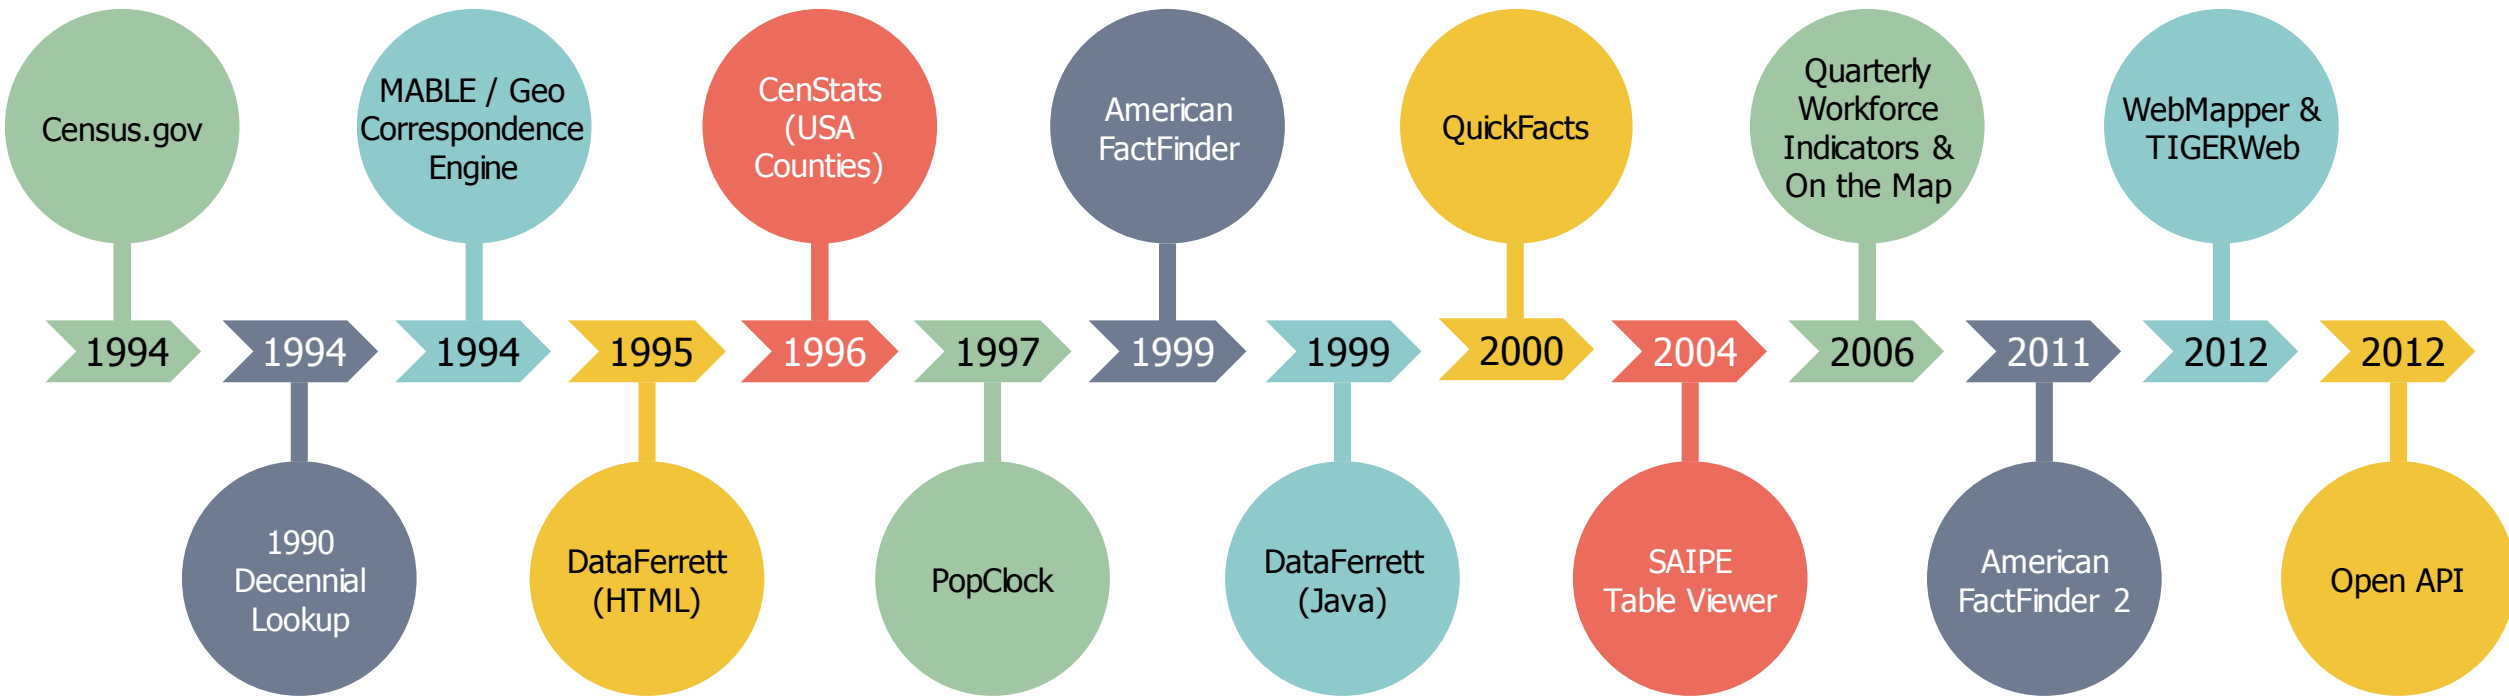 Census.gov
MABLE / Geo
Correspondence
Engine
CenStats
(USA
Counties)
American
FactFinder
QuickFacts
Quarterly
Workforce
Indicators &
On the Map
WebMapper &
TIGERWeb
1994
1994
1994
1995
1996
1997
1999
1999
2000
2004
2006
2011
2012
2012
1990
Decennial
Lookup
DataFerrett
(HTML)
PopClock
DataFerrett
(Java)
SAIPE
Table Viewer
American
FactFinder 2
Open API